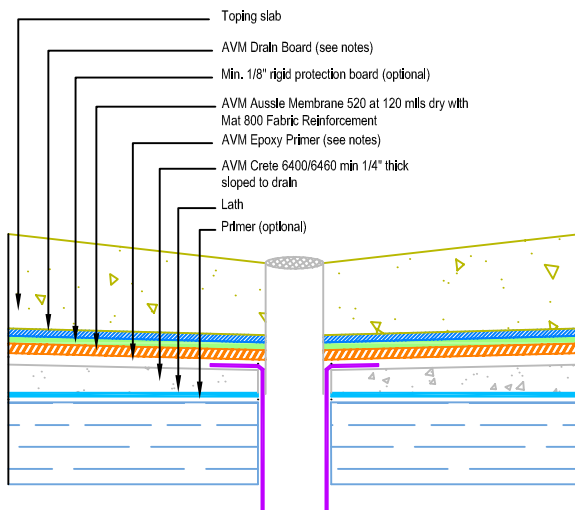 Toping slab
AVM Drain Board (see notes)
Min. 1/8" rigid protection board (optional)
AVM Aussie Membrane 520 at 120 mils dry with
Mat 800 Fabric Reinforcement
AVM Epoxy Primer (see notes)
AVM Crete 6400/6460 min 1/4" thick
sloped to drain
Lath
Primer (optional)